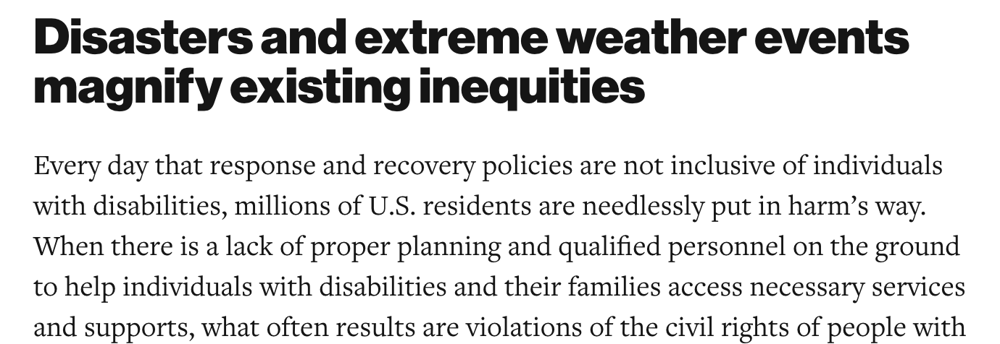 Disasters and extreme weather events
magnify existing inequities
Every day that response and recovery policies are not inclusive of individuals
with disabilities, millions of U.S. residents are needlessly put in harm’s way.
When there is a lack of proper planning and qualified personnel on the ground
to help individuals with disabilities and their families access necessary services
and supports, what often results are violations of the civil rights of people with